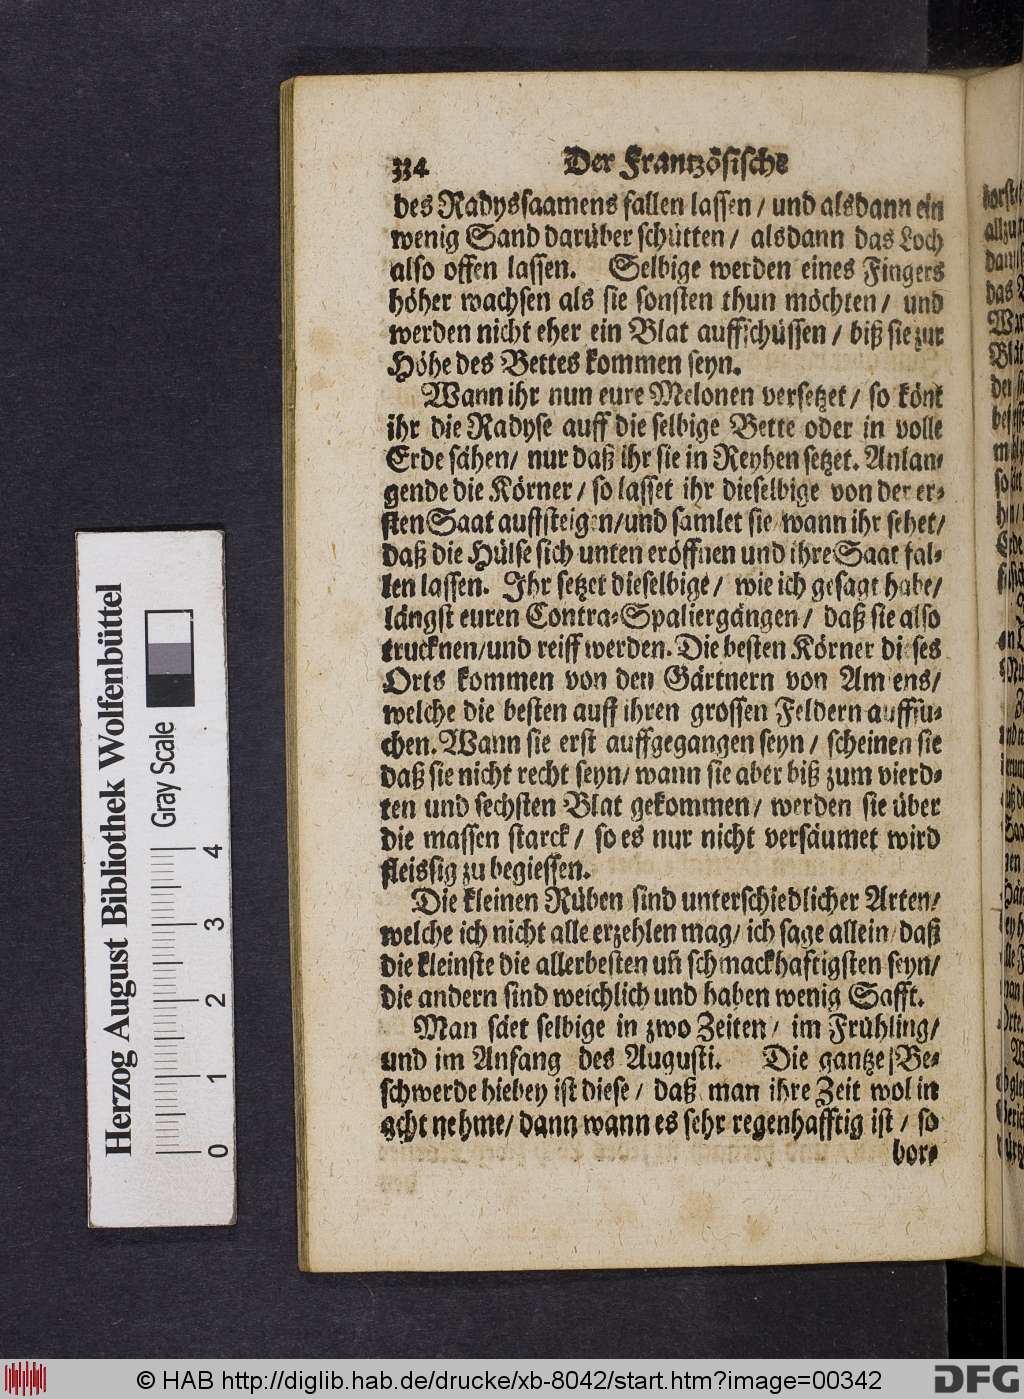 334 Der Frantzösische
des Radyssaamens fallen lassen / und alsdann ein
wenig Sand darüber schütten / alsdann das Loch
also offen lassen. Selbige werden eines Fingers
höher wachsen als sie sonsten thun möchten / und
werden nicht eher ein Blat auffschüssen / biß sie zur
Höhe des Bettes kommen seyn.
Wann ihr nun eure Melonen versetzet / so könt
ihr die Radyse auff die selbige Bette oder in volle
Erde sähen / nur daß ihr sie in Reyhen setzet. Anlan⸗
gende die Körner / so lasset ihr dieselbige von der er⸗
sten Saat auffsteigen / und samlet sie / wann ihr sehet /
daß die Hülse sich unten eröffnen und ihre Saat fal⸗
len lassen. Ihr setzet dieselbige / wie ich gesagt habe /
längst euren Contra⸗Spaliergängen / daß sie also
trucknen / und reiff werden. Die besten Körner dieses
Orts kommen von den Gärtnern von Amiens /
welche die besten auff ihren grossen Feldern auffsu⸗
chen. Wann sie erst auffgegangen seyn / scheinen sie
daß sie nicht recht seyn / wann sie aber biß zum vierd⸗
ten und sechsten Blat gekommen / werden sie über
die massen starck / so es nur nicht versäumet wird
fleissig zu begiessen.
Die kleinen Rüben sind unterschiedlicher Arten /
welche ich nicht alle erzehlen mag / ich sage allein / daß
die kleinste die allerbesten uñ schmackhaftigsten seyn /
die andern sind weichlich und haben wenig Safft.
Man säet selbige in zwo Zeiten / im Frühling /
und im Anfang des Augusti. Die gantze Be⸗
schwerde hiebey ist diese / daß man ihre Zeit wol in
acht nehme / dann wann es sehr regenhafftig ist / so
bor⸗
Herzog August Bibliothek Wolfenbüttel
Gray Scale
0 1 2 3 4
© HAB http://diglib.hab.de/drucke/xb-8042/start.htm?image=00342
DFG